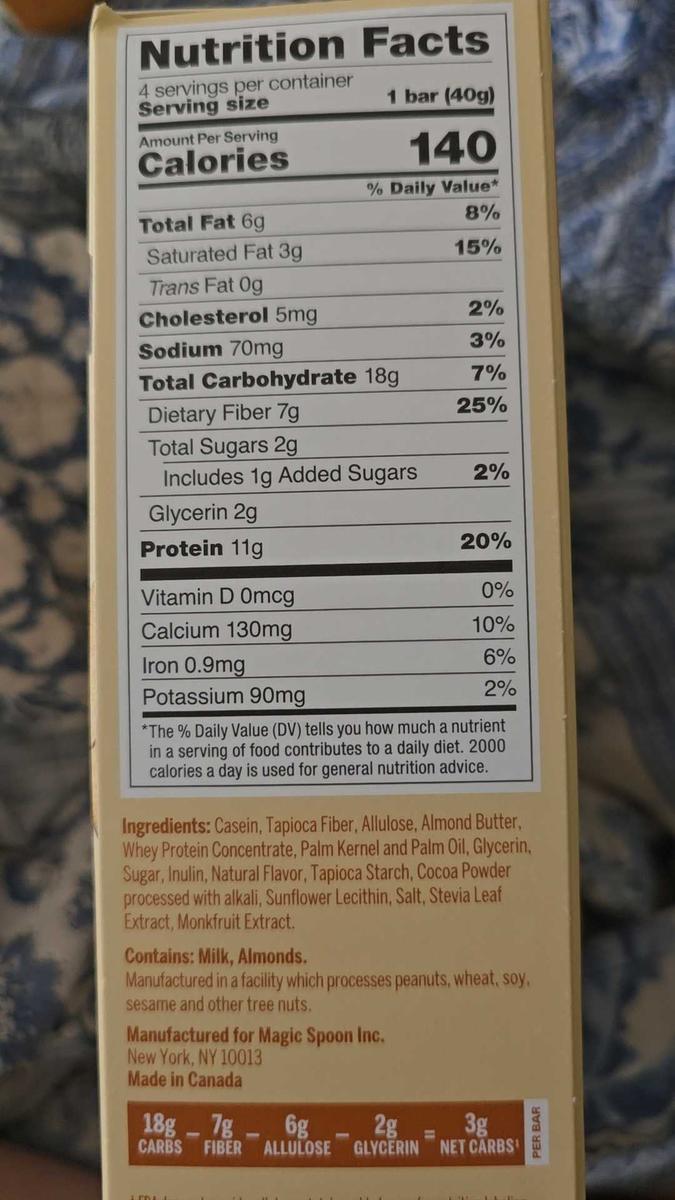 Nutrition Facts
4 servings per container
Serving size 1 bar (40g)
Amount Per Serving
Calories 140
% Daily Value*
Total Fat 6g 8%
Saturated Fat 3g 15%
Trans Fat 0g
Cholesterol 5mg 2%
Sodium 70mg 3%
Total Carbohydrate 18g 7%
Dietary Fiber 7g 25%
Total Sugars 2g
Includes 1g Added Sugars 2%
Glycerin 2g
Protein 11g 20%
Vitamin D 0mcg 0%
Calcium 130mg 10%
Iron 0.9mg 6%
Potassium 90mg 2%
*The % Daily Value (DV) tells you how much a nutrient
in a serving of food contributes to a daily diet. 2000
calories a day is used for general nutrition advice.
Ingredients: Casein, Tapioca Fiber, Allulose, Almond Butter,
Whey Protein Concentrate, Palm Kernel and Palm Oil, Glycerin,
Sugar, Inulin, Natural Flavor, Tapioca Starch, Cocoa Powder
processed with alkali, Sunflower Lecithin, Salt, Stevia Leaf
Extract, Monkfruit Extract.
Contains: Milk, Almonds.
Manufactured in a facility which processes peanuts, wheat, soy,
sesame and other tree nuts.
Manufactured for Magic Spoon Inc.
New York, NY 10013
Made in Canada
18g – 7g – 6g – 2g = 3g
CARBS FIBER ALLULOSE GLYCERIN NET CARBS¹
PER BAR